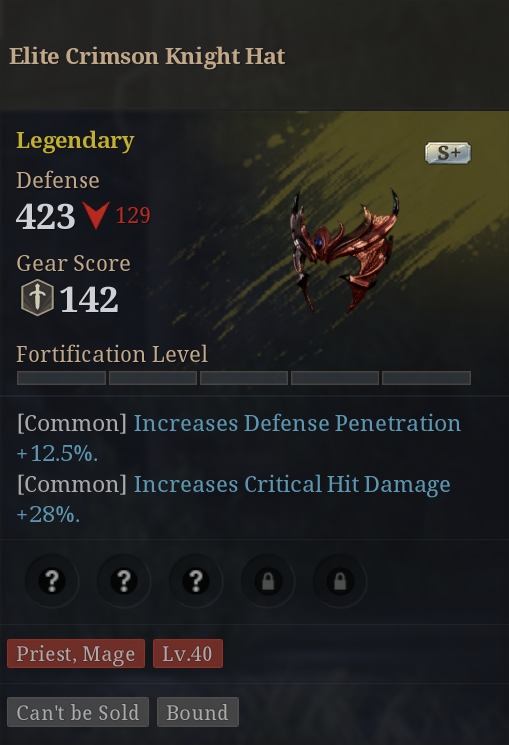 Elite Crimson Knight Hat
Legendary
S+
Defense
423 129
Gear Score
142
Fortification Level
[Common] Increases Defense Penetration
+12.5%.
[Common] Increases Critical Hit Damage
+28%.
? ? ?
Priest, Mage Lv.40
Can't be Sold Bound